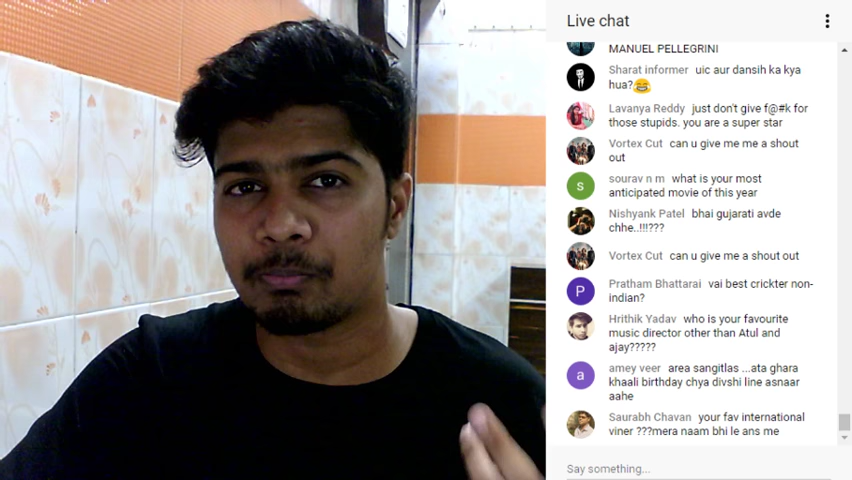 Live chat
MANUEL PELLEGRINI
Sharat informer uic aur dansih ka kya
hua?😂
Lavanya Reddy just don't give f@#k for
those stupids. you are a super star
Vortex Cut can u give me me a shout
out
s
sourav n m what is your most
anticipated movie of this year
Nishyank Patel bhai gujarati avde
chhe..!!!???
Vortex Cut can u give me a shout out
P
Pratham Bhattarai vai best crickter non-
indian?
Hrithik Yadav who is your favourite
music director other than Atul and
ajay?????
a
amey veer area sangitlas ...ata ghara
khaali birthday chya divshi line asnaar
aahe
Saurabh Chavan your fav international
viner ???mera naam bhi le ans me
Say something...